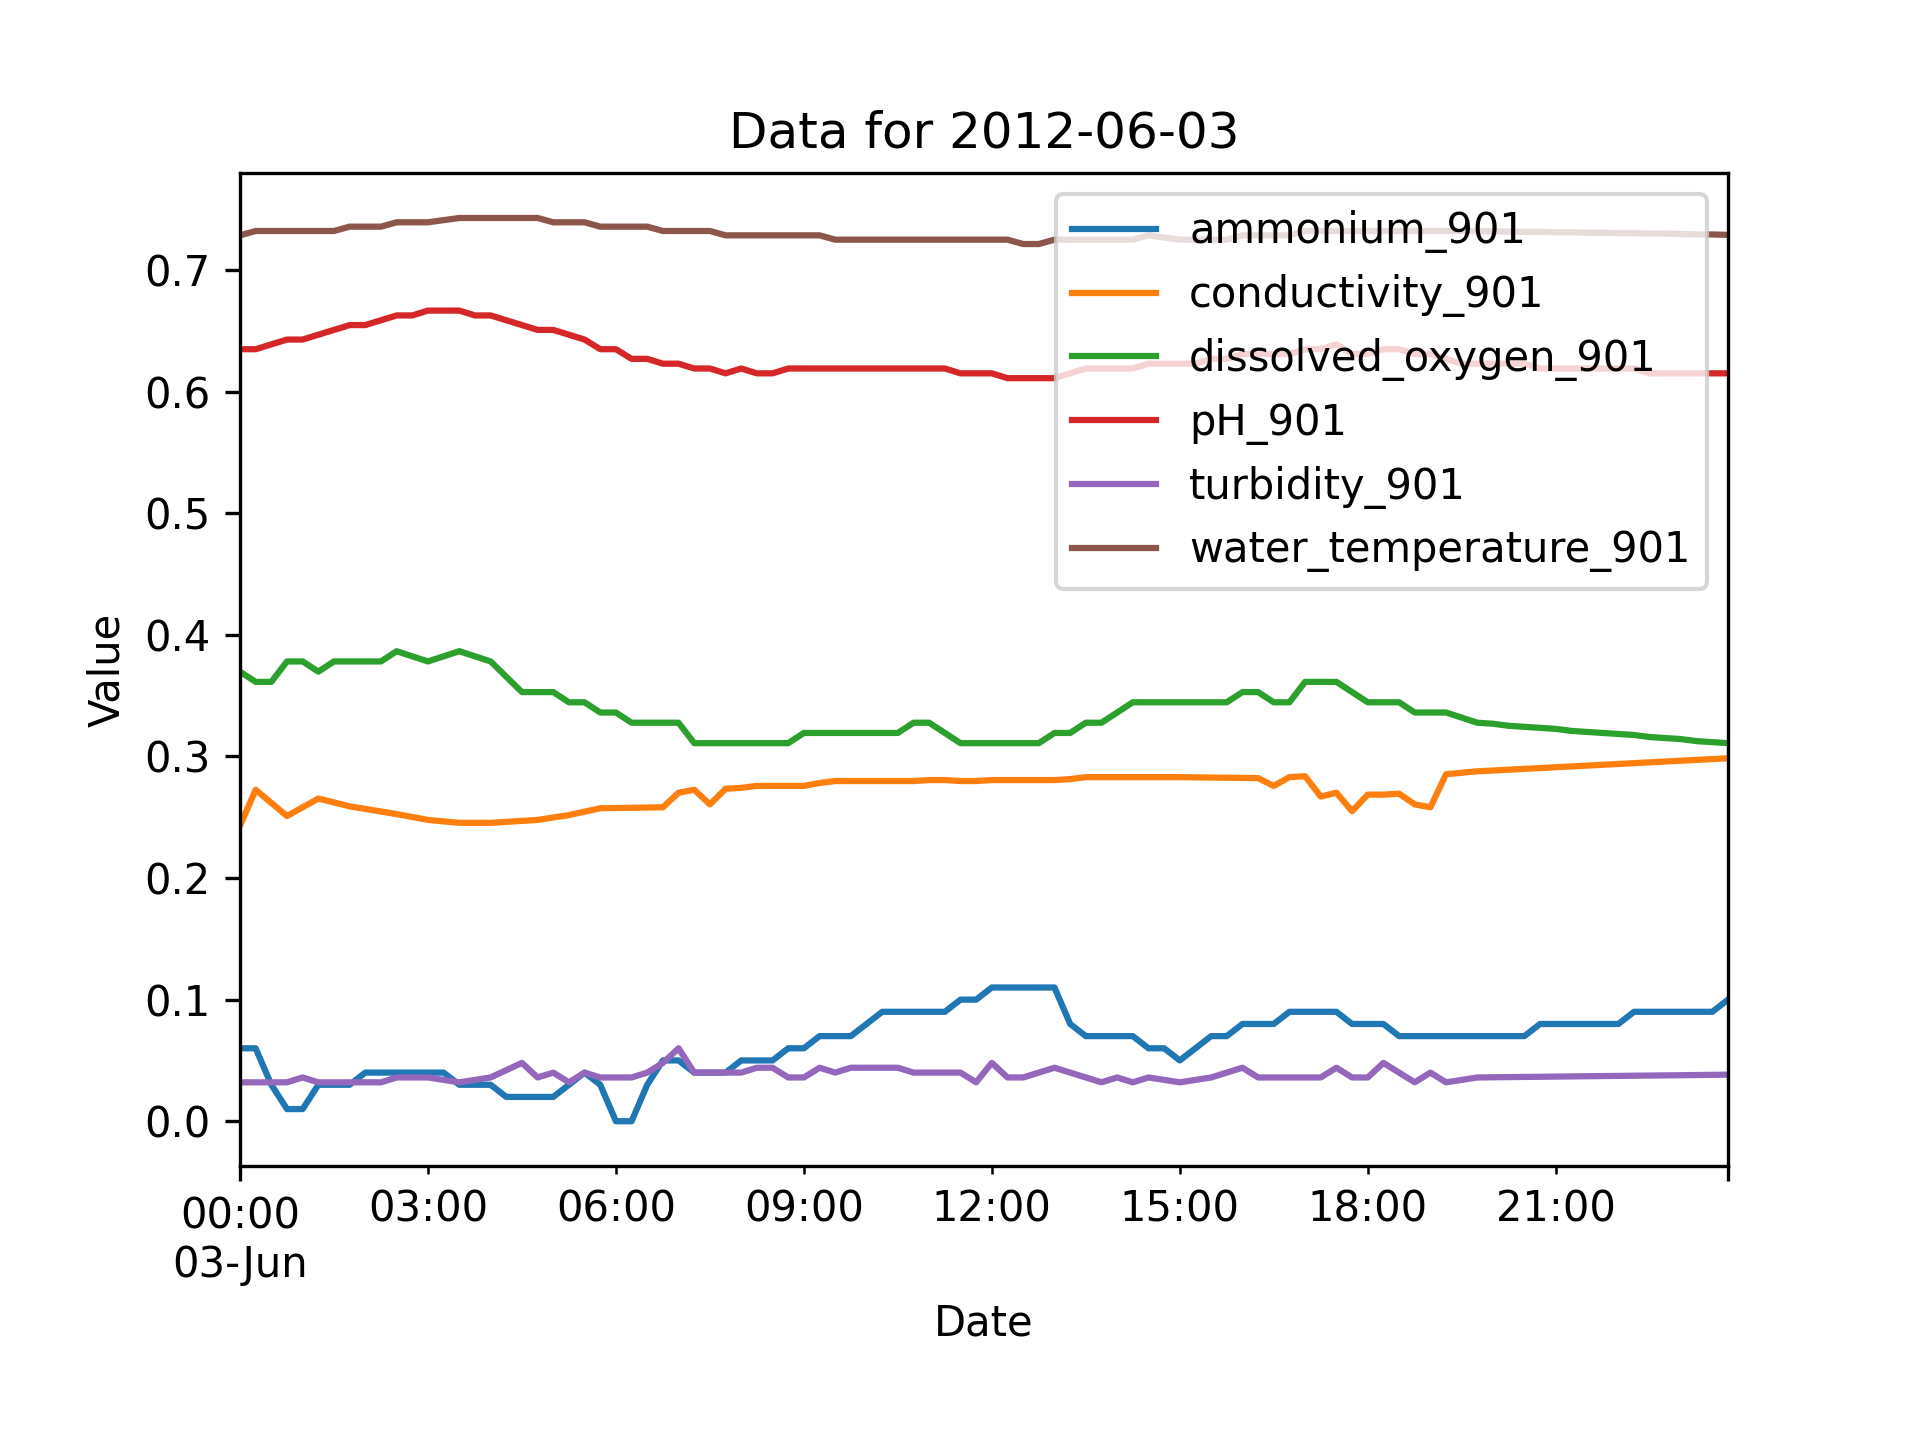 Data for 2012-06-03
ammonium_901
conductivity_901
dissolved_oxygen_901
pH_901
turbidity_901
water_temperature_901
Value
0.7
0.6
0.5
0.4
0.3
0.2
0.1
0.0
00:00 03:00 06:00 09:00 12:00 15:00 18:00 21:00
03-Jun
Date